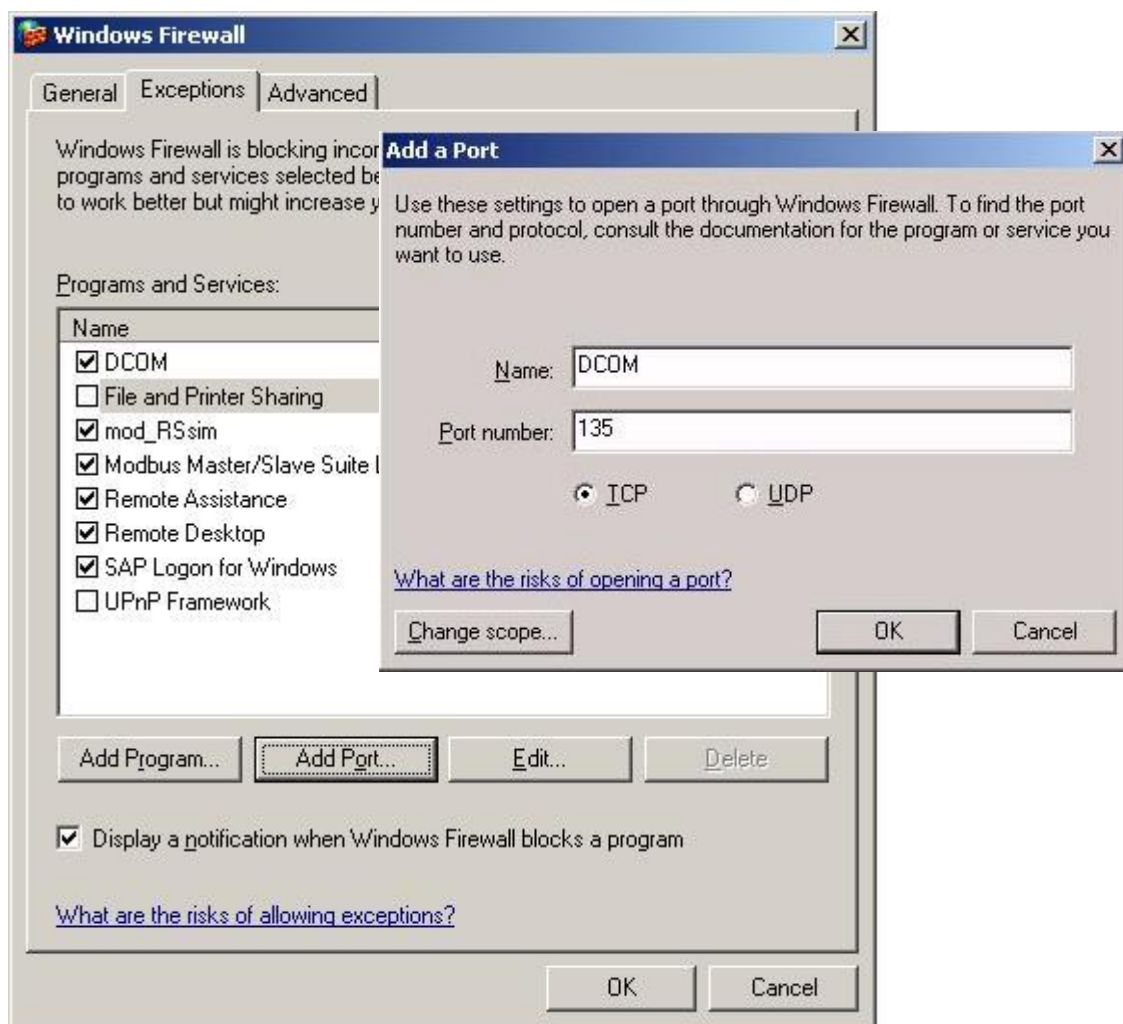 Windows Firewall
General Exceptions Advanced
Windows Firewall is blocking
programs and services selected
to work better but might increase
Programs and Services:
Name
DCOM
File and Printer Sharing
mod_RSsim
Modbus Master/Slave Suite
Remote Assistance
Remote Desktop
SAP Logon for Windows
UPnP Framework
Add Program... Add Port... Edit... Delete
Display a notification when Windows Firewall blocks a program
What are the risks of allowing exceptions?
OK Cancel
Add a Port
Use these settings to open a port through Windows Firewall. To find the port
number and protocol, consult the documentation for the program or service you
want to use.
Name: DCOM
Port number: 135
TCP UDP
What are the risks of opening a port?
Change scope... OK Cancel